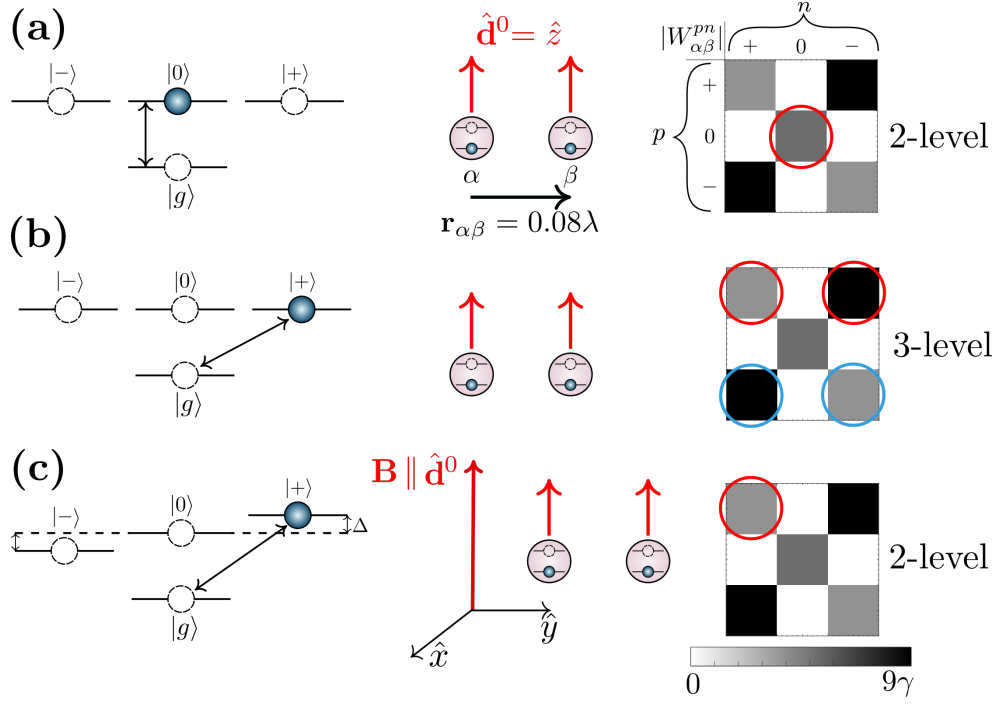 (a)
|−⟩ |0⟩ |+⟩
|g⟩
d̂⁰ = ẑ
α β
r_αβ = 0.08λ
n
|W^pn_αβ| + 0 −
p
+
0
−
2-level
(b)
|−⟩ |0⟩ |+⟩
|g⟩
3-level
(c)
|−⟩ |0⟩ |+⟩
Δ
|g⟩
B ∥ d̂⁰
x̂ ŷ
2-level
0 9γ